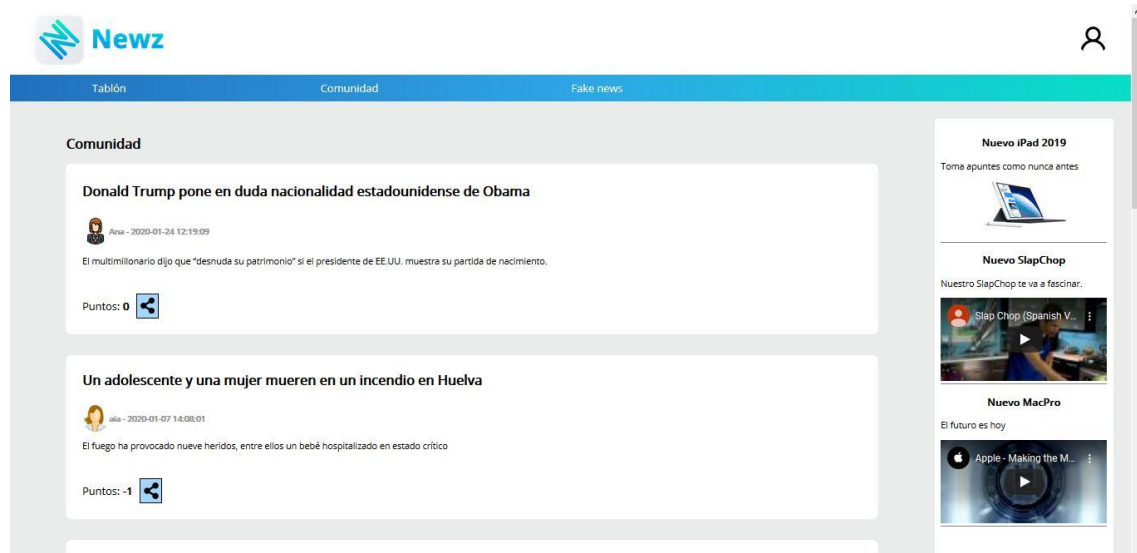 Newz
Tablón Comunidad Fake news
Comunidad
Donald Trump pone en duda nacionalidad estadounidense de Obama
Ana - 2020-01-24 12:19:09
El multimillonario dijo que "desnuda su patrimonio" si el presidente de EE.UU. muestra su partida de nacimiento.
Puntos: 0
Un adolescente y una mujer mueren en un incendio en Huelva
aia - 2020-01-07 14:08:01
El fuego ha provocado nueve heridos, entre ellos un bebé hospitalizado en estado crítico
Puntos: -1
Nuevo iPad 2019
Toma apuntes como nunca antes
Nuevo SlapChop
Nuestro SlapChop te va a fascinar.
Slap Chop (Spanish V...
Nuevo MacPro
El futuro es hoy
Apple - Making the M...